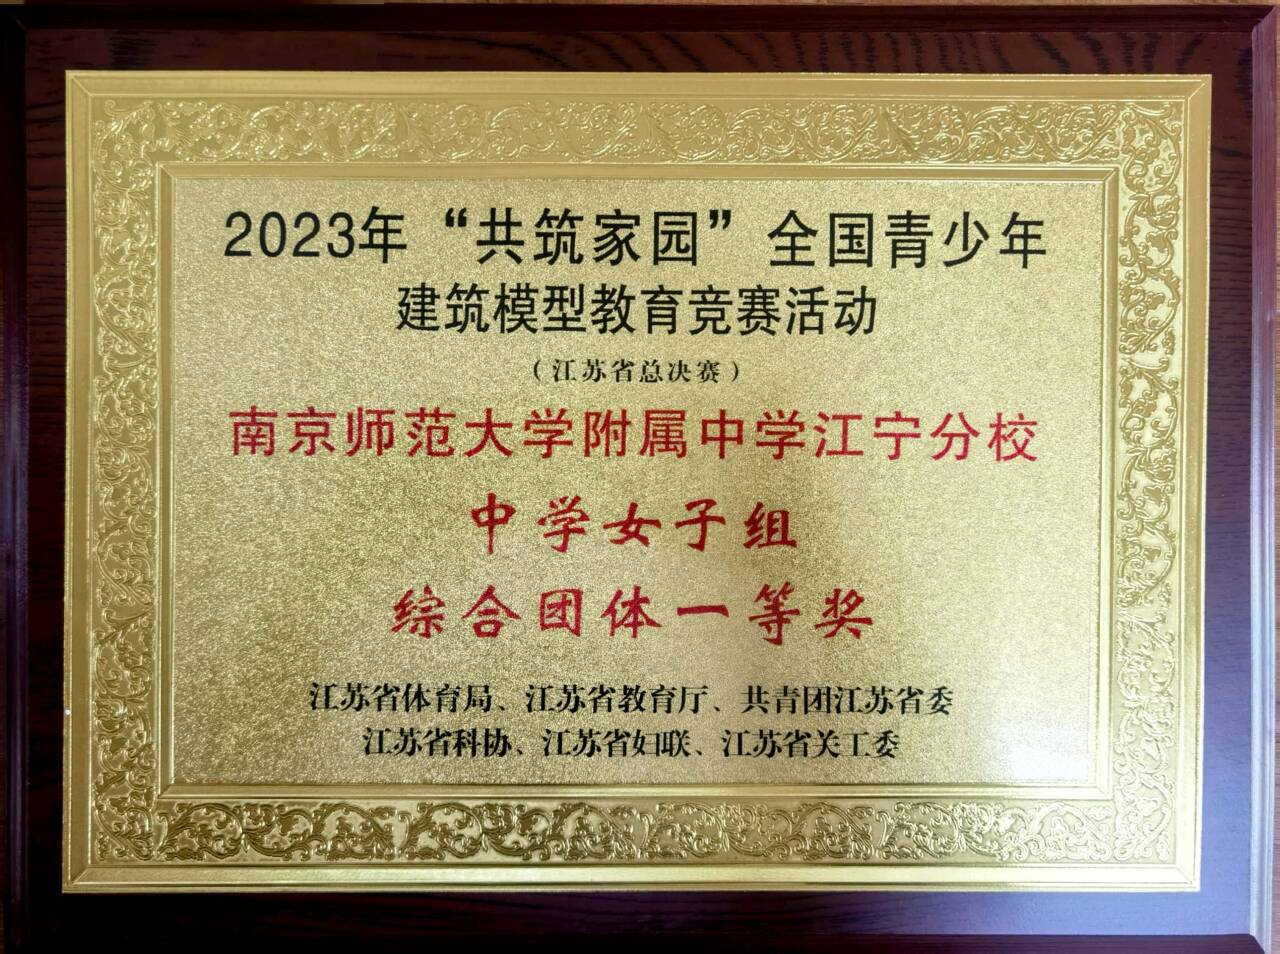 2023年“共筑家园”全国青少年
建筑模型教育竞赛活动
（江苏省总决赛）
南京师范大学附属中学江宁分校
中学女子组
综合团体一等奖
江苏省体育局、江苏省教育厅、共青团江苏省委
江苏省科协、江苏省妇联、江苏省关工委